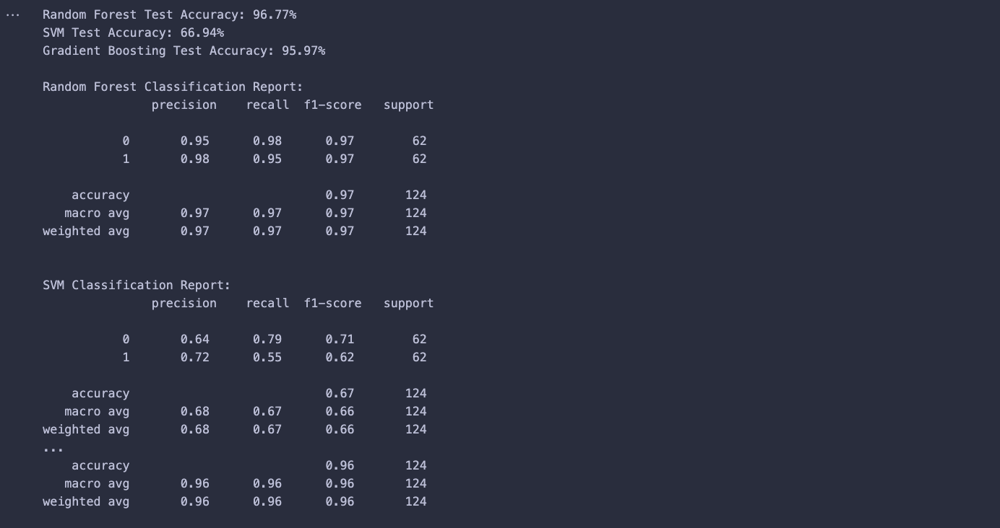 ...
Random Forest Test Accuracy: 96.77%
SVM Test Accuracy: 66.94%
Gradient Boosting Test Accuracy: 95.97%
Random Forest Classification Report:
precision recall f1-score support
0 0.95 0.98 0.97 62
1 0.98 0.95 0.97 62
accuracy 0.97 124
macro avg 0.97 0.97 0.97 124
weighted avg 0.97 0.97 0.97 124
SVM Classification Report:
precision recall f1-score support
0 0.64 0.79 0.71 62
1 0.72 0.55 0.62 62
accuracy 0.67 124
macro avg 0.68 0.67 0.66 124
weighted avg 0.68 0.67 0.66 124
...
accuracy 0.96 124
macro avg 0.96 0.96 0.96 124
weighted avg 0.96 0.96 0.96 124